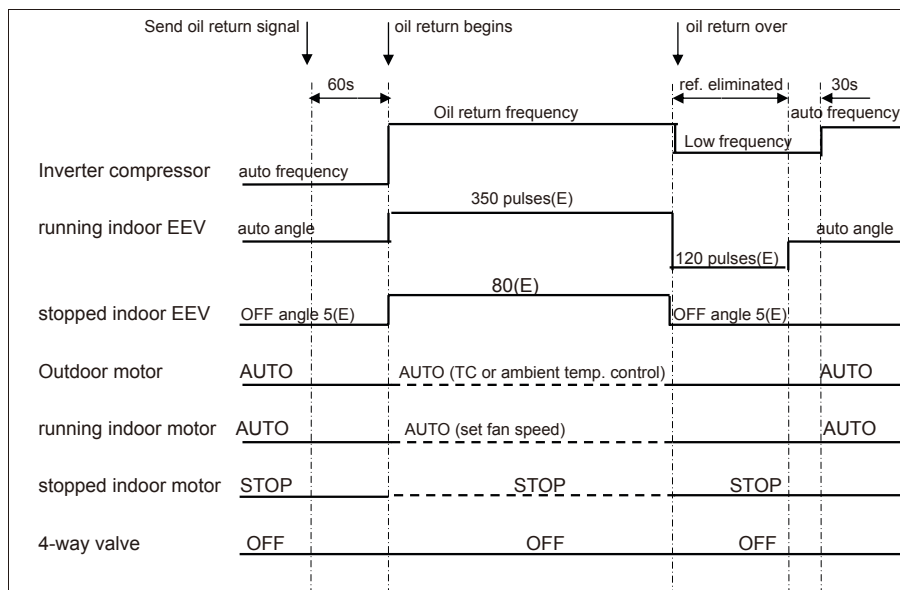 Send oil return signal oil return begins oil return over
60s ref. eliminated 30s
Oil return frequency auto frequency
Low frequency
Inverter compressor auto frequency
350 pulses(E)
running indoor EEV auto angle auto angle
120 pulses(E)
80(E)
stopped indoor EEV OFF angle 5(E) OFF angle 5(E)
Outdoor motor AUTO AUTO (TC or ambient temp. control) AUTO
running indoor motor AUTO AUTO (set fan speed) AUTO
stopped indoor motor STOP STOP STOP
4-way valve OFF OFF OFF